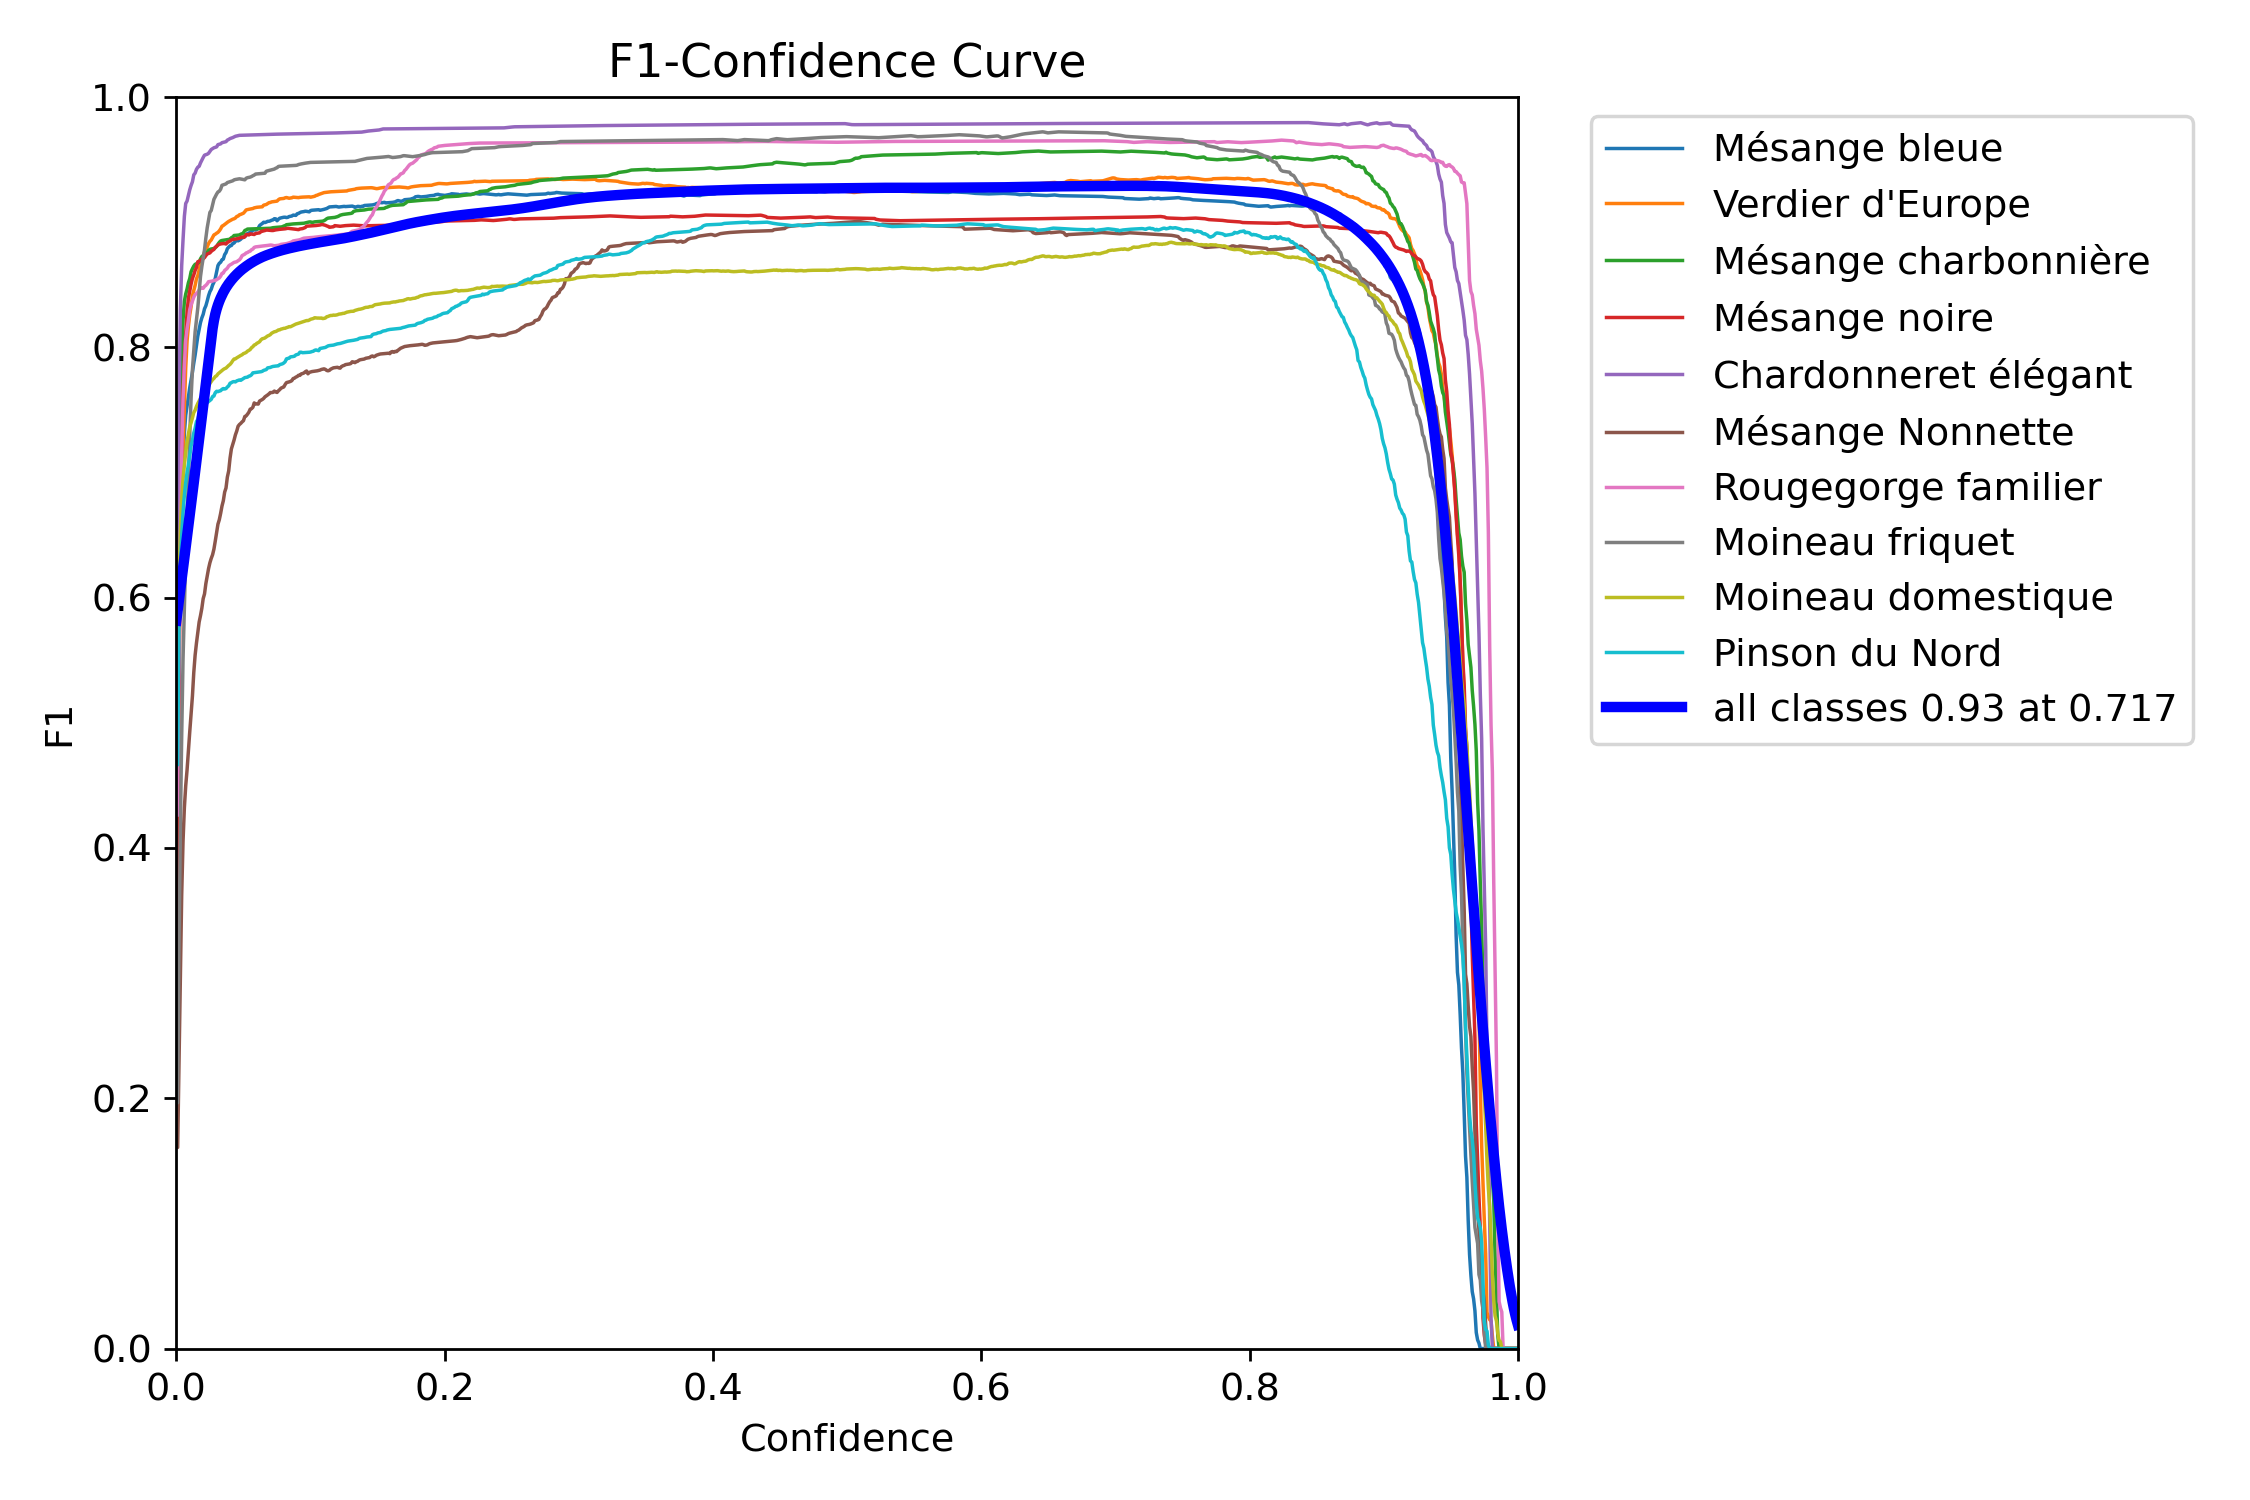 F1-Confidence Curve
1.0
0.8
0.6
0.4
0.2
0.0
F1
0.0 0.2 0.4 0.6 0.8 1.0
Confidence
Mésange bleue
Verdier d'Europe
Mésange charbonnière
Mésange noire
Chardonneret élégant
Mésange Nonnette
Rougegorge familier
Moineau friquet
Moineau domestique
Pinson du Nord
all classes 0.93 at 0.717